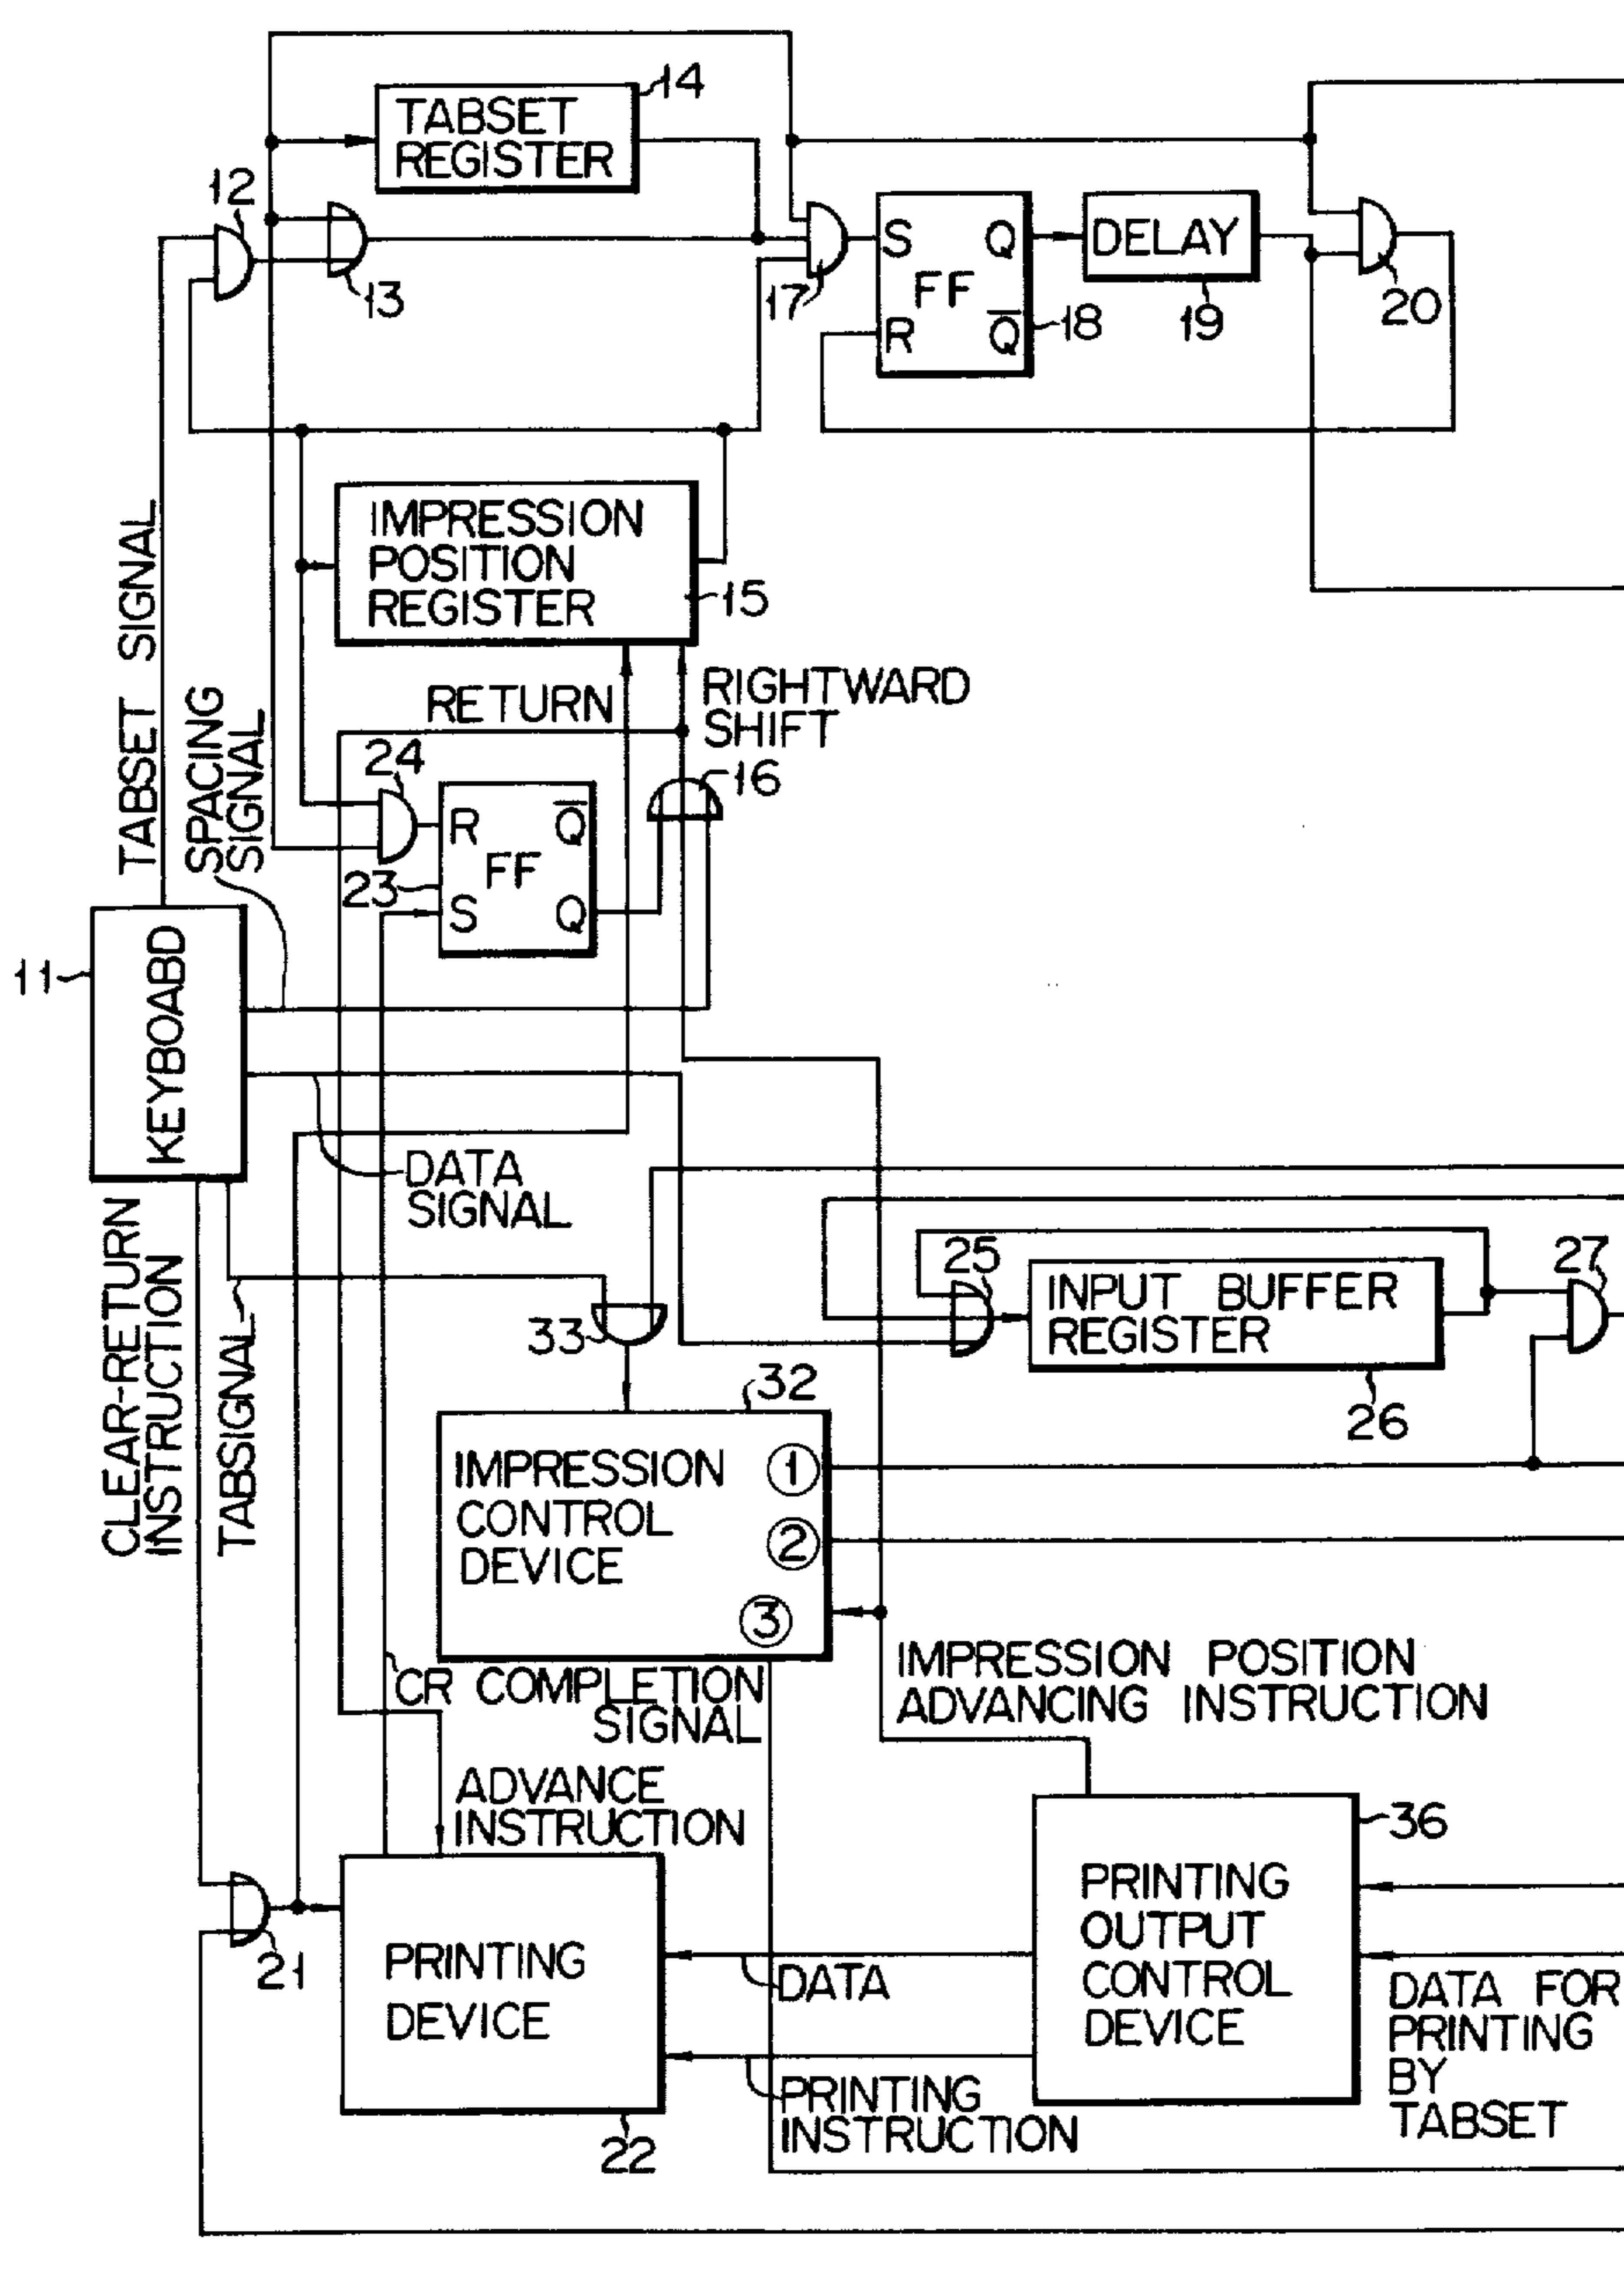 14
TABSET
REGISTER
12
13
17
S
Q
FF
R
Q̅
18
DELAY
19
20
IMPRESSION
POSITION
REGISTER
15
TABSET SIGNAL
SPACING
SIGNAL
RETURN
RIGHTWARD
SHIFT
24
16
R
Q̅
FF
23
S
Q
11
KEYBOABD
DATA
SIGNAL
CLEAR-RETURN
INSTRUCTION
TABSIGNAL
33
25
INPUT BUFFER
REGISTER
26
27
32
IMPRESSION
CONTROL
DEVICE
①
②
③
CR COMPLETION
SIGNAL
IMPRESSION POSITION
ADVANCING INSTRUCTION
ADVANCE
INSTRUCTION
36
21
PRINTING
DEVICE
22
DATA
PRINTING
INSTRUCTION
PRINTING
OUTPUT
CONTROL
DEVICE
DATA FOR
PRINTING
BY
TABSET